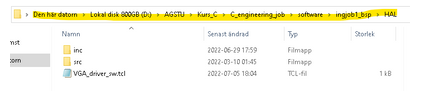 Den här datorn > Lokal disk 800GB (D:) > AGSTU > Kurs_C > C_engineering_job > software > ingjob1_bsp > HAL
Namn Senast ändrad Typ Storlek
inc 2022-06-29 17:59 Filmapp
src 2022-03-10 01:45 Filmapp
VGA_driver_sw.tcl 2022-07-05 18:04 TCL-fil 1 kB